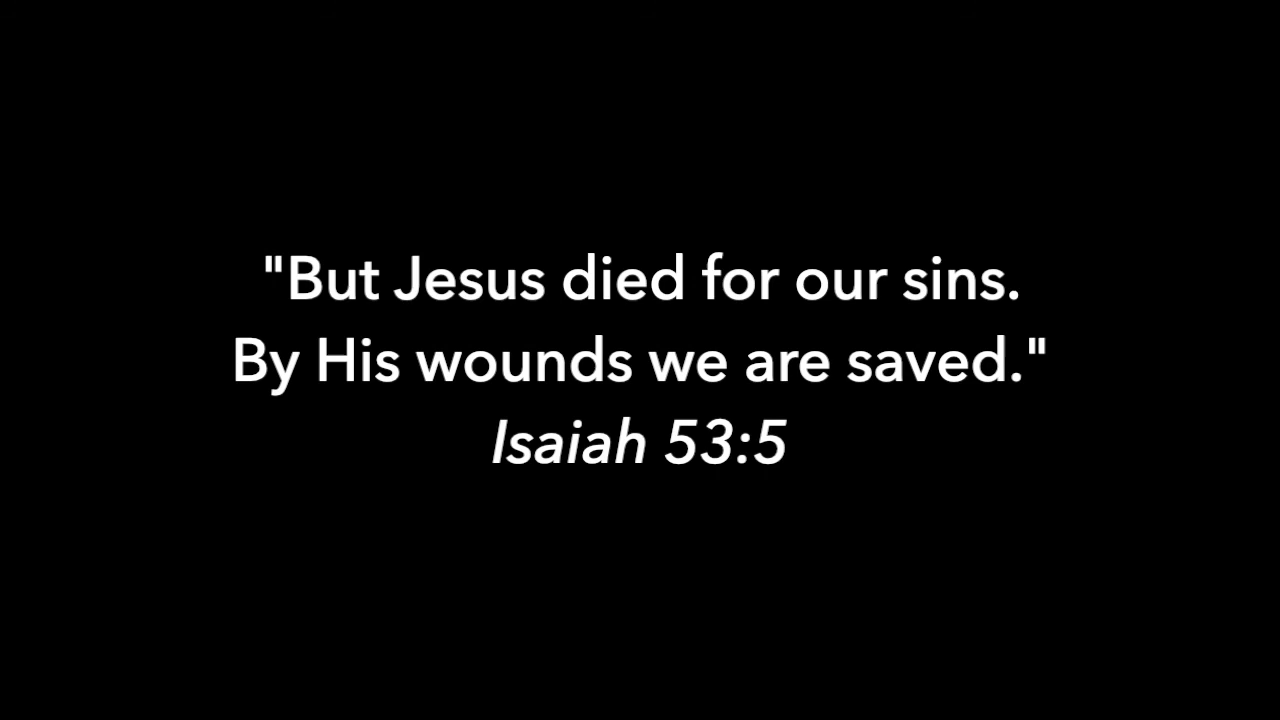 "But Jesus died for our sins.
By His wounds we are saved."
Isaiah 53:5